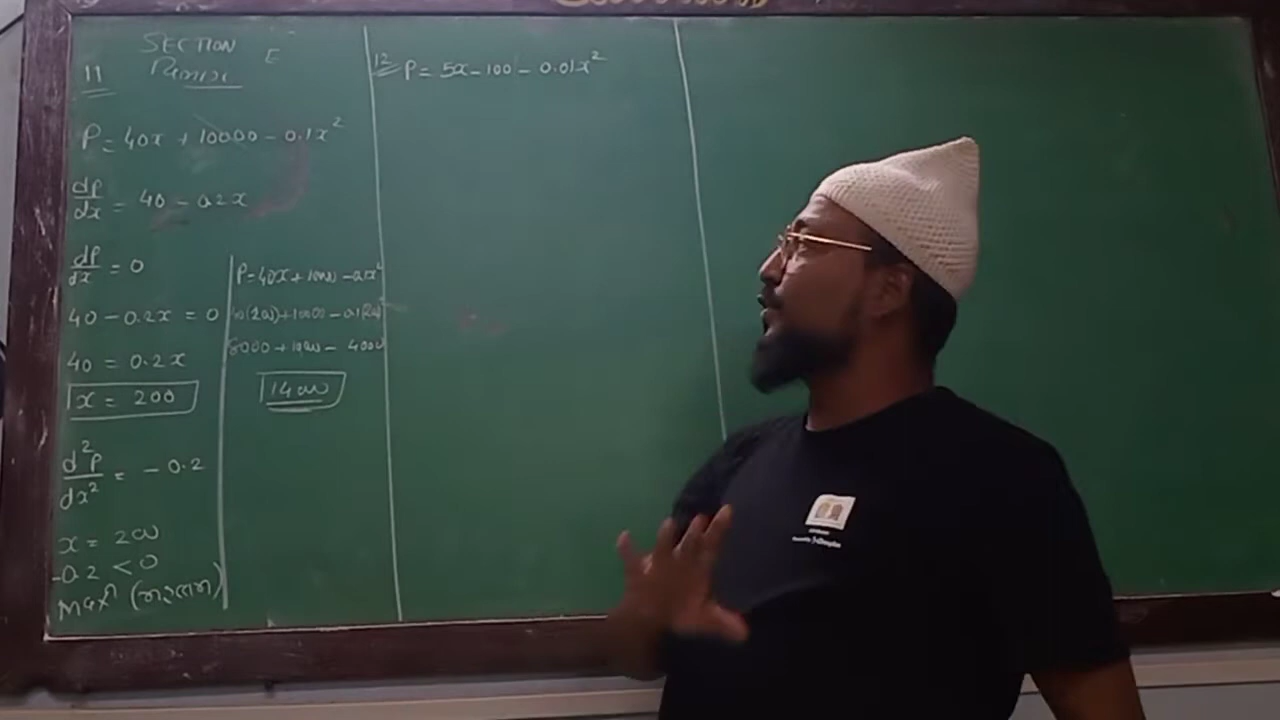 SECTION E
11
P = 40x + 10000 - 0.1x²
dp/dx = 40 - 0.2x
dp/dx = 0
40 - 0.2x = 0
40 = 0.2x
x = 200
d²p/dx² = -0.2
x = 200
-0.2 < 0
P = 40x + 10000 - 0.1x²
40(200) + 10000 - 0.1(200)²
8000 + 10000 - 4000
14000
12 P = 5x - 100 - 0.01x²